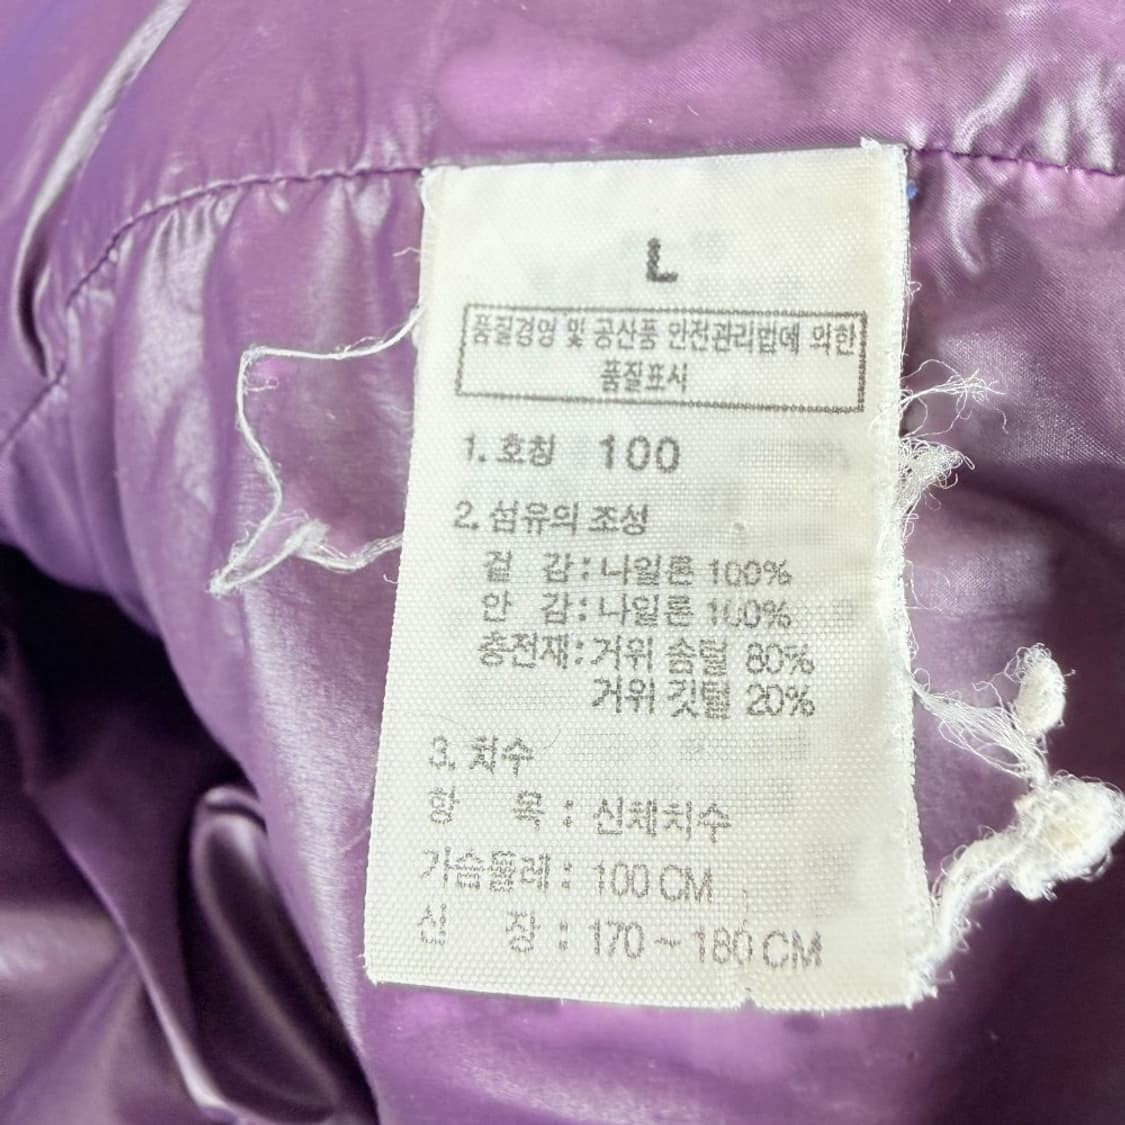 L
품질경영 및 공산품 안전관리법에 의한
품질표시
1. 호칭 100
2. 섬유의 조성
겉 감 : 나일론 100%
안 감 : 나일론 100%
충전재 : 거위 솜털 80%
거위 깃털 20%
3. 치수
항 목 : 신체치수
가슴둘레 : 100 CM
신 장 : 170 ~ 180 CM